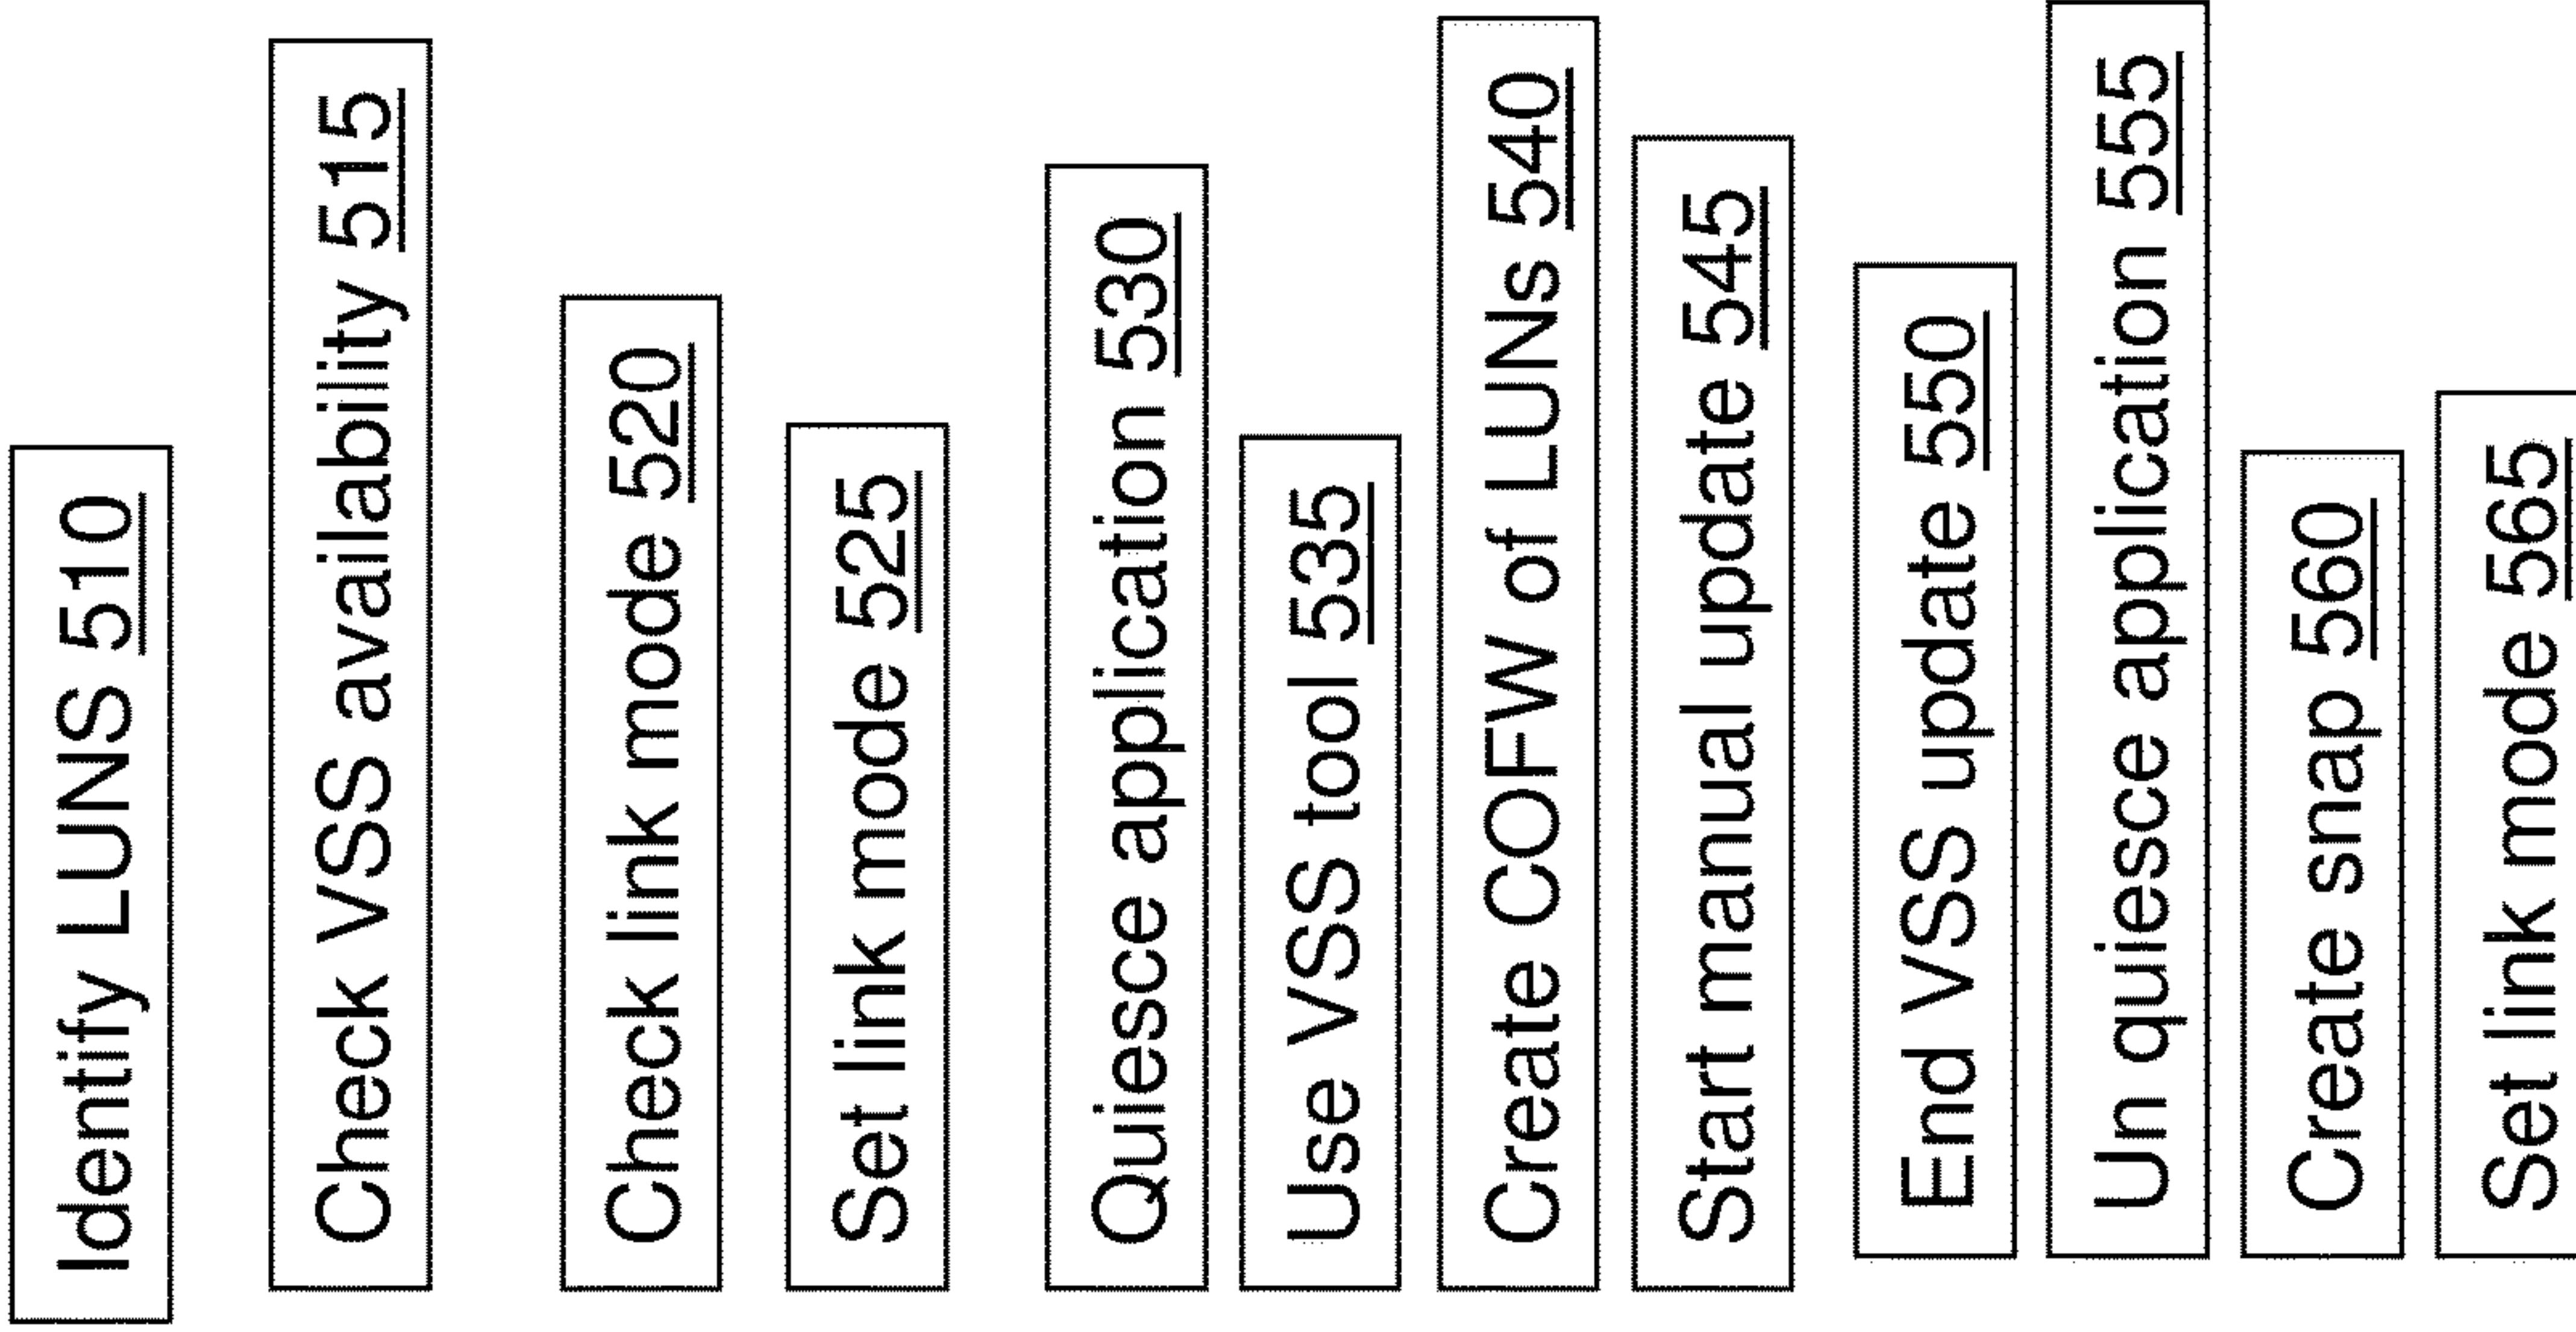 Identify LUNS 510
Check VSS availability 515
Check link mode 520
Set link mode 525
Quiesce application 530
Use VSS tool 535
Create COFW of LUNs 540
Start manual update 545
End VSS update 550
Un quiesce application 555
Create snap 560
Set link mode 565